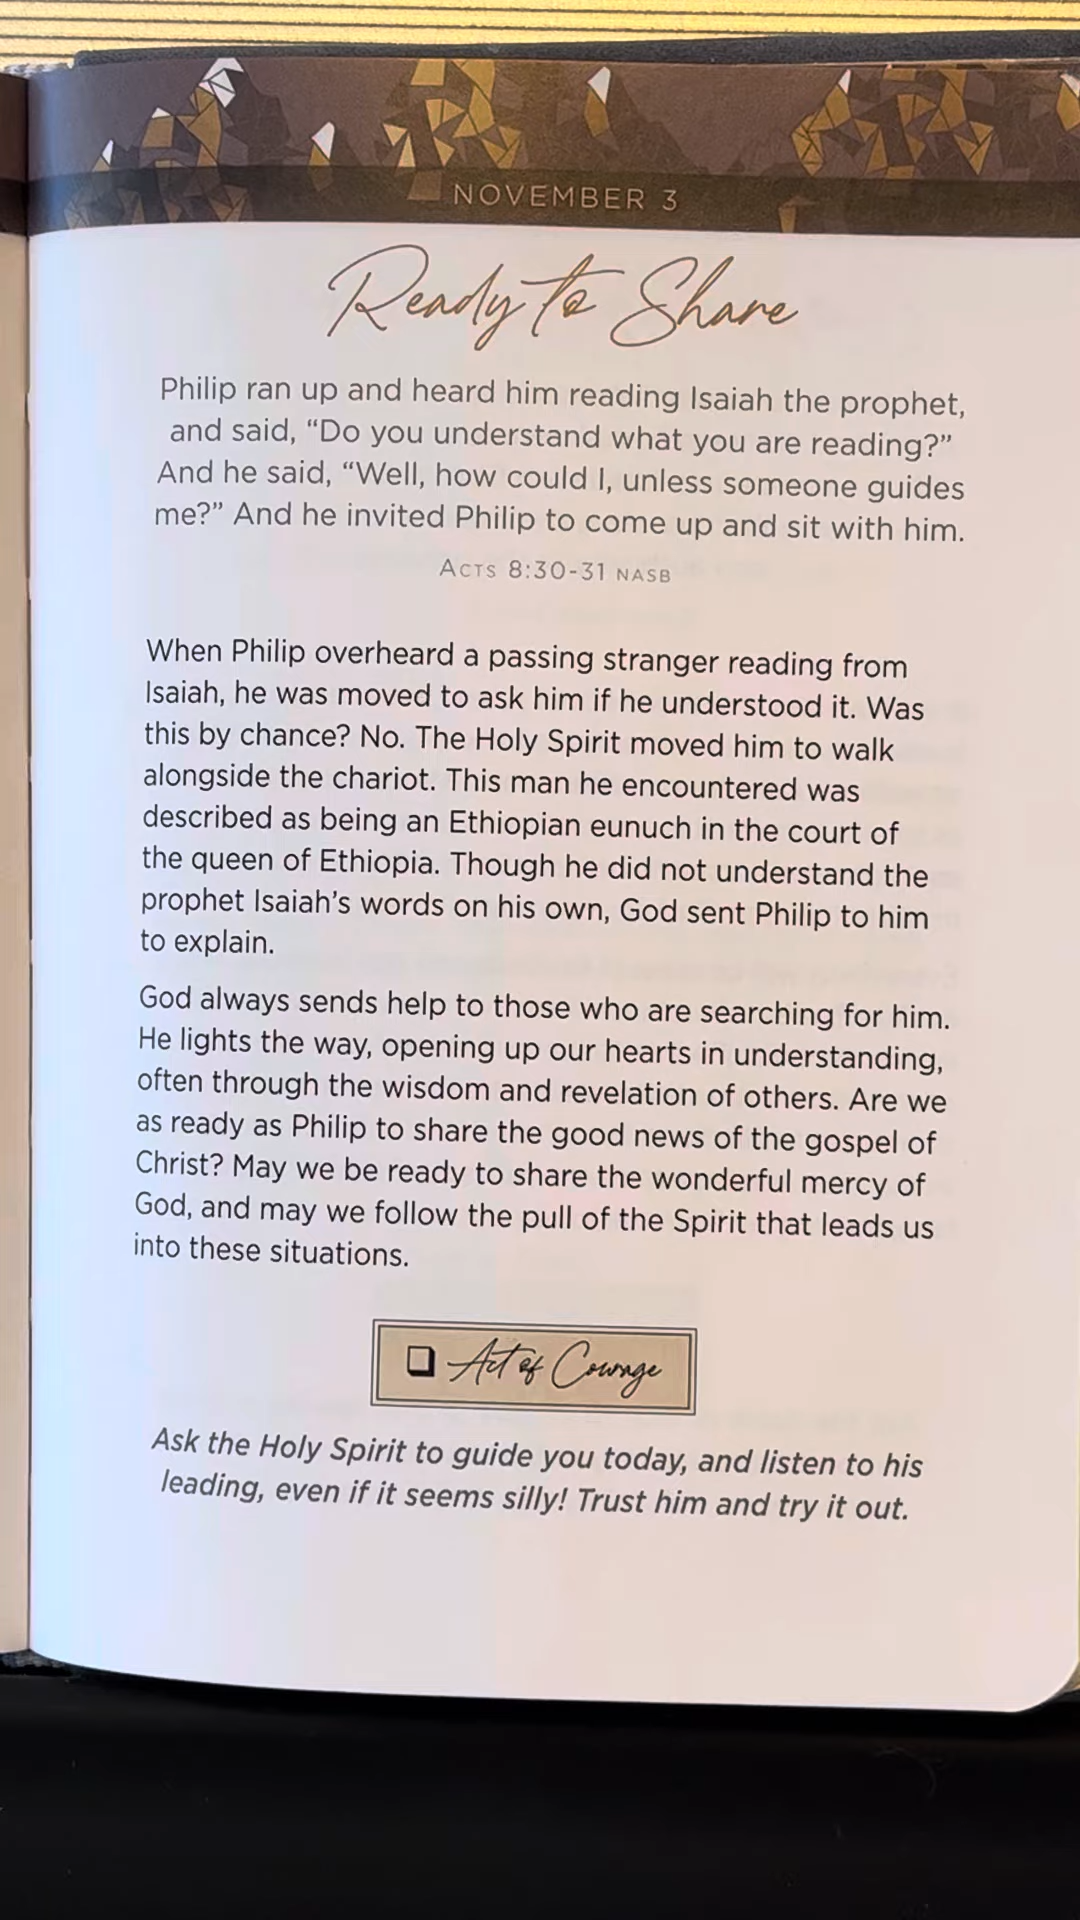 NOVEMBER 3
Ready to Share
Philip ran up and heard him reading Isaiah the prophet,
and said, “Do you understand what you are reading?”
And he said, “Well, how could I, unless someone guides
me?” And he invited Philip to come up and sit with him.
Acts 8:30-31 NASB
When Philip overheard a passing stranger reading from
Isaiah, he was moved to ask him if he understood it. Was
this by chance? No. The Holy Spirit moved him to walk
alongside the chariot. This man he encountered was
described as being an Ethiopian eunuch in the court of
the queen of Ethiopia. Though he did not understand the
prophet Isaiah’s words on his own, God sent Philip to him
to explain.
God always sends help to those who are searching for him.
He lights the way, opening up our hearts in understanding,
often through the wisdom and revelation of others. Are we
as ready as Philip to share the good news of the gospel of
Christ? May we be ready to share the wonderful mercy of
God, and may we follow the pull of the Spirit that leads us
into these situations.
Act of Courage
Ask the Holy Spirit to guide you today, and listen to his
leading, even if it seems silly! Trust him and try it out.